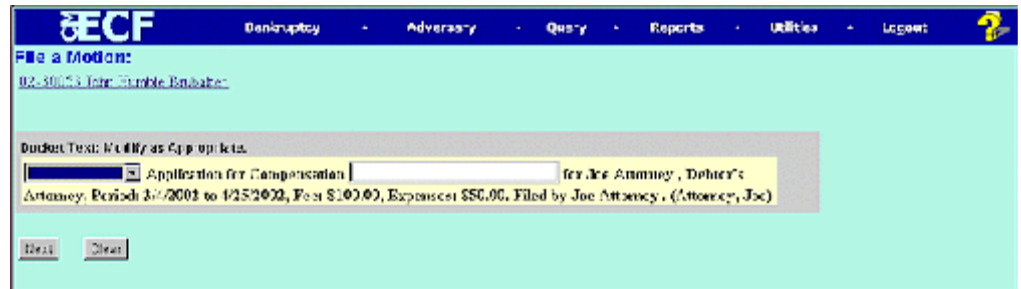 ECF Bankruptcy Adversary Query Reports Utilities Logout ?
File a Motion:
John
Docket Text: Modify as Appropriate.
Application for Compensation for Joe Attorney , Debtor's
Attorney, Period: to 4/25/2002, Fee: $100.00, Expenses: $50.00. Filed by Joe Attorney . (Attorney, Joe)
Next Clear